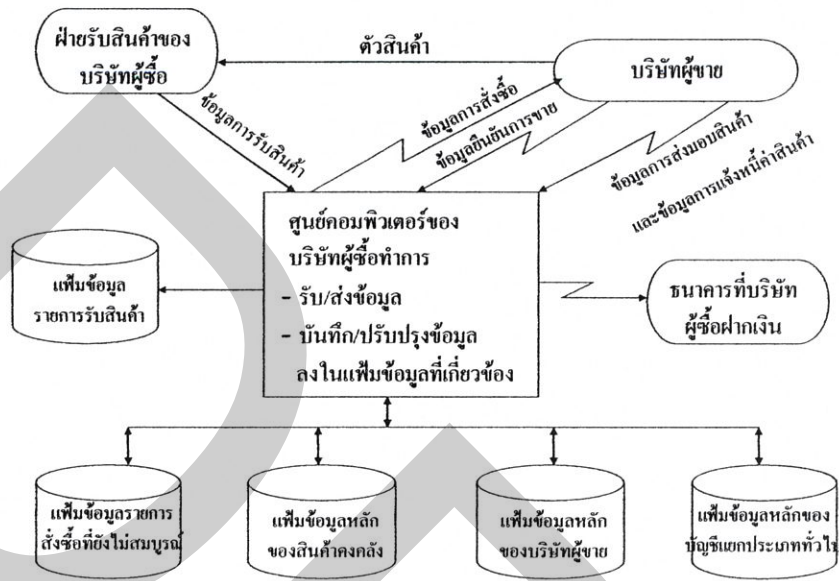 ฝ่ายรับสินค้าของ
บริษัทผู้ซื้อ
ตัวสินค้า
บริษัทผู้ขาย
ข้อมูลการรับสินค้า
ข้อมูลการสั่งซื้อ
ข้อมูลยืนยันการขาย
ข้อมูลการส่งมอบสินค้า
และข้อมูลการแจ้งหนี้ค่าสินค้า
ศูนย์คอมพิวเตอร์ของ
บริษัทผู้ซื้อทำการ
- รับ/ส่งข้อมูล
- บันทึก/ปรับปรุงข้อมูล
ลงในแฟ้มข้อมูลที่เกี่ยวข้อง
แฟ้มข้อมูล
รายการรับสินค้า
ธนาคารที่บริษัท
ผู้ซื้อฝากเงิน
แฟ้มข้อมูลรายการ
สั่งซื้อที่ยังไม่สมบูรณ์
แฟ้มข้อมูลหลัก
ของสินค้าคงคลัง
แฟ้มข้อมูลหลัก
ของบริษัทผู้ขาย
แฟ้มข้อมูลหลักของ
บัญชีแยกประเภททั่วไป